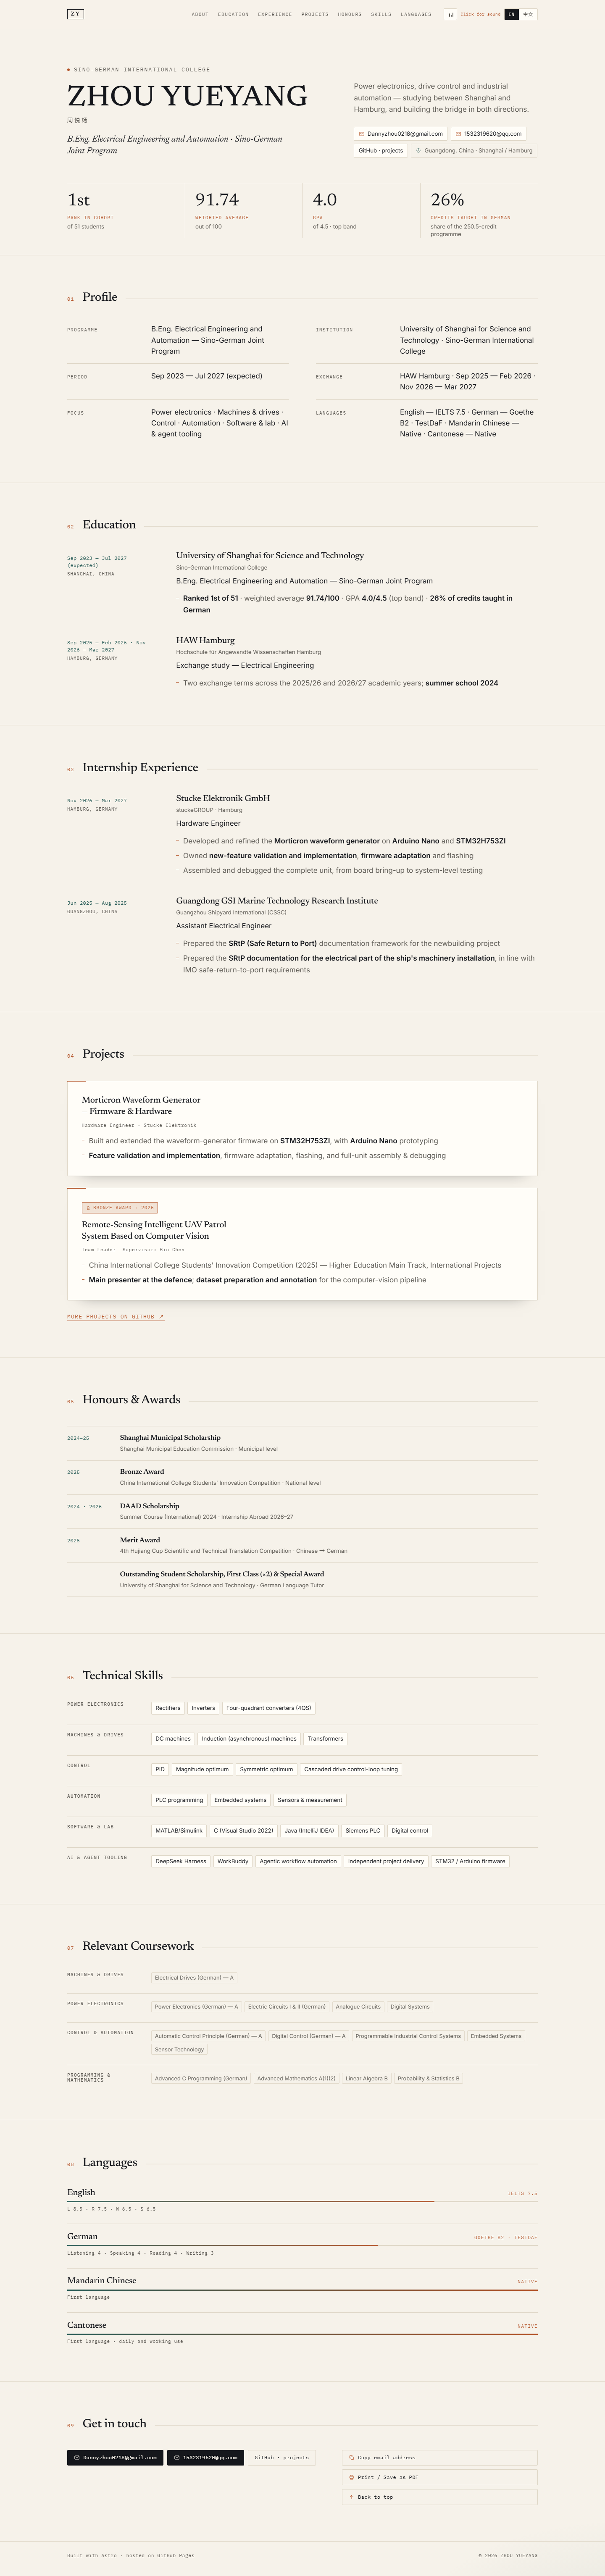 ZY
ABOUT EDUCATION EXPERIENCE PROJECTS HONOURS SKILLS LANGUAGES
Click for sound
EN 中文
SINO-GERMAN INTERNATIONAL COLLEGE
ZHOU YUEYANG
周悦旸
B.Eng. Electrical Engineering and Automation · Sino-German
Joint Program
Power electronics, drive control and industrial
automation — studying between Shanghai and
Hamburg, and building the bridge in both directions.
Dannyzhou0218@gmail.com 1532319620@qq.com
GitHub · projects Guangdong, China · Shanghai / Hamburg
1st
RANK IN COHORT
of 51 students
91.74
WEIGHTED AVERAGE
out of 100
4.0
GPA
of 4.5 · top band
26%
CREDITS TAUGHT IN GERMAN
share of the 250.5-credit
programme
01 Profile
PROGRAMME
B.Eng. Electrical Engineering and
Automation — Sino-German Joint
Program
INSTITUTION
University of Shanghai for Science and
Technology · Sino-German International
College
PERIOD
Sep 2023 — Jul 2027 (expected)
EXCHANGE
HAW Hamburg · Sep 2025 — Feb 2026 ·
Nov 2026 — Mar 2027
FOCUS
Power electronics · Machines & drives ·
Control · Automation · Software & lab · AI
& agent tooling
LANGUAGES
English — IELTS 7.5 · German — Goethe
B2 · TestDaF · Mandarin Chinese —
Native · Cantonese — Native
02 Education
Sep 2023 — Jul 2027
(expected)
SHANGHAI, CHINA
University of Shanghai for Science and Technology
Sino-German International College
B.Eng. Electrical Engineering and Automation — Sino-German Joint Program
– Ranked 1st of 51 · weighted average 91.74/100 · GPA 4.0/4.5 (top band) · 26% of credits taught in
German
Sep 2025 — Feb 2026 · Nov
2026 — Mar 2027
HAMBURG, GERMANY
HAW Hamburg
Hochschule für Angewandte Wissenschaften Hamburg
Exchange study — Electrical Engineering
– Two exchange terms across the 2025/26 and 2026/27 academic years; summer school 2024
03 Internship Experience
Nov 2026 — Mar 2027
HAMBURG, GERMANY
Stucke Elektronik GmbH
stuckeGROUP · Hamburg
Hardware Engineer
– Developed and refined the Morticron waveform generator on Arduino Nano and STM32H753ZI
– Owned new-feature validation and implementation, firmware adaptation and flashing
– Assembled and debugged the complete unit, from board bring-up to system-level testing
Jun 2025 — Aug 2025
GUANGZHOU, CHINA
Guangdong GSI Marine Technology Research Institute
Guangzhou Shipyard International (CSSC)
Assistant Electrical Engineer
– Prepared the SRtP (Safe Return to Port) documentation framework for the newbuilding project
– Prepared the SRtP documentation for the electrical part of the ship's machinery installation, in line with
IMO safe-return-to-port requirements
04 Projects
Morticron Waveform Generator
— Firmware & Hardware
Hardware Engineer · Stucke Elektronik
– Built and extended the waveform-generator firmware on STM32H753ZI, with Arduino Nano prototyping
– Feature validation and implementation, firmware adaptation, flashing, and full-unit assembly & debugging
BRONZE AWARD · 2025
Remote-Sensing Intelligent UAV Patrol
System Based on Computer Vision
Team Leader Supervisor: Bin Chen
– China International College Students' Innovation Competition (2025) — Higher Education Main Track, International Projects
– Main presenter at the defence; dataset preparation and annotation for the computer-vision pipeline
MORE PROJECTS ON GITHUB ↗
05 Honours & Awards
2024–25
Shanghai Municipal Scholarship
Shanghai Municipal Education Commission · Municipal level
2025
Bronze Award
China International College Students' Innovation Competition · National level
2024 · 2026
DAAD Scholarship
Summer Course (International) 2024 · Internship Abroad 2026–27
2025
Merit Award
4th Hujiang Cup Scientific and Technical Translation Competition · Chinese → German
Outstanding Student Scholarship, First Class (×2) & Special Award
University of Shanghai for Science and Technology · German Language Tutor
06 Technical Skills
POWER ELECTRONICS
Rectifiers Inverters Four-quadrant converters (4QS)
MACHINES & DRIVES
DC machines Induction (asynchronous) machines Transformers
CONTROL
PID Magnitude optimum Symmetric optimum Cascaded drive control-loop tuning
AUTOMATION
PLC programming Embedded systems Sensors & measurement
SOFTWARE & LAB
MATLAB/Simulink C (Visual Studio 2022) Java (IntelliJ IDEA) Siemens PLC Digital control
AI & AGENT TOOLING
DeepSeek Harness WorkBuddy Agentic workflow automation Independent project delivery STM32 / Arduino firmware
07 Relevant Coursework
MACHINES & DRIVES
Electrical Drives (German) — A
POWER ELECTRONICS
Power Electronics (German) — A Electric Circuits I & II (German) Analogue Circuits Digital Systems
CONTROL & AUTOMATION
Automatic Control Principle (German) — A Digital Control (German) — A Programmable Industrial Control Systems Embedded Systems
Sensor Technology
PROGRAMMING &
MATHEMATICS
Advanced C Programming (German) Advanced Mathematics A(1)(2) Linear Algebra B Probability & Statistics B
08 Languages
English
IELTS 7.5
L 8.5 · R 7.5 · W 6.5 · S 6.5
German
GOETHE B2 · TESTDAF
Listening 4 · Speaking 4 · Reading 4 · Writing 3
Mandarin Chinese
NATIVE
First language
Cantonese
NATIVE
First language · daily and working use
09 Get in touch
Dannyzhou0218@gmail.com 1532319620@qq.com GitHub · projects
Copy email address
Print / Save as PDF
↑ Back to top
Built with Astro · hosted on GitHub Pages
© 2026 ZHOU YUEYANG